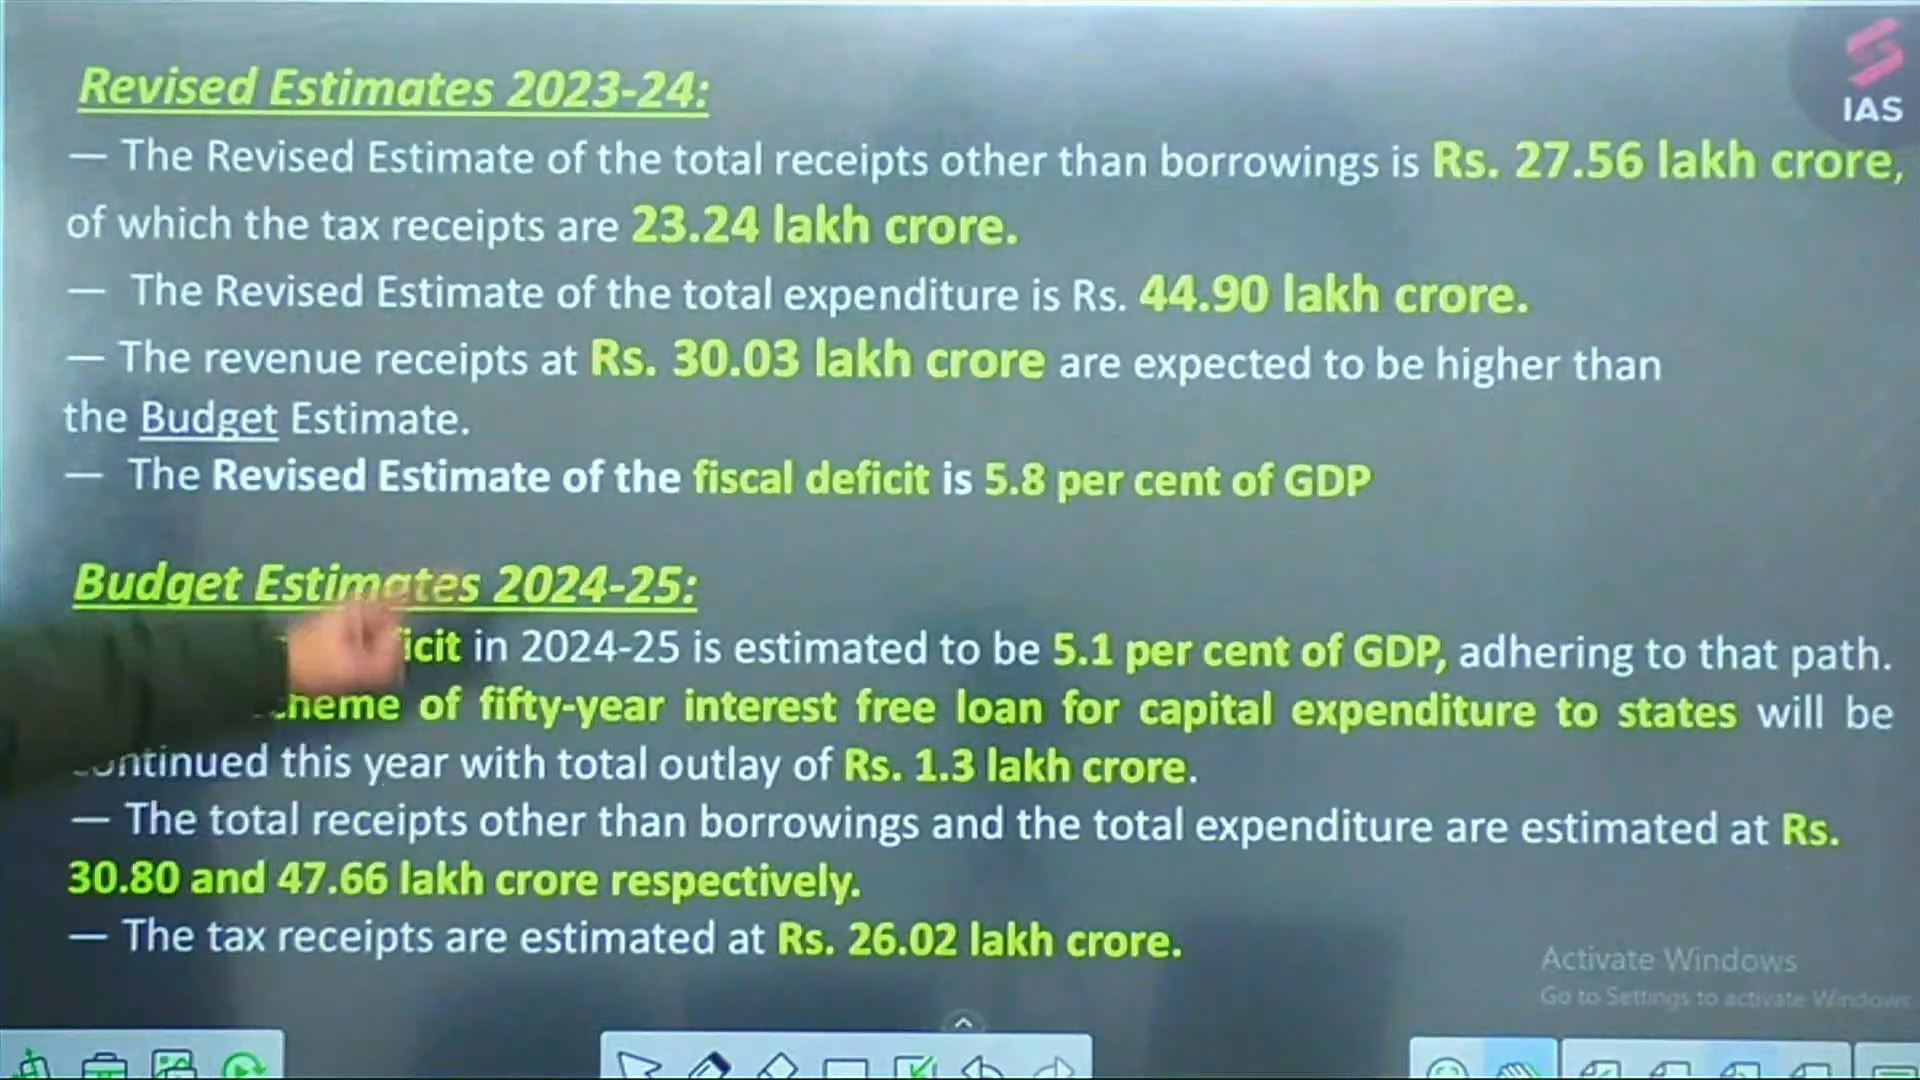 IAS
Revised Estimates 2023-24:
— The Revised Estimate of the total receipts other than borrowings is Rs. 27.56 lakh crore,
of which the tax receipts are 23.24 lakh crore.
— The Revised Estimate of the total expenditure is Rs. 44.90 lakh crore.
— The revenue receipts at Rs. 30.03 lakh crore are expected to be higher than
the Budget Estimate.
— The Revised Estimate of the fiscal deficit is 5.8 per cent of GDP
Budget Estimates 2024-25:
in 2024-25 is estimated to be 5.1 per cent of GDP, adhering to that path.
of fifty-year interest free loan for capital expenditure to states will be
this year with total outlay of Rs. 1.3 lakh crore.
— The total receipts other than borrowings and the total expenditure are estimated at Rs.
30.80 and 47.66 lakh crore respectively.
— The tax receipts are estimated at Rs. 26.02 lakh crore.
Activate Windows
Go to Settings to activate Windows